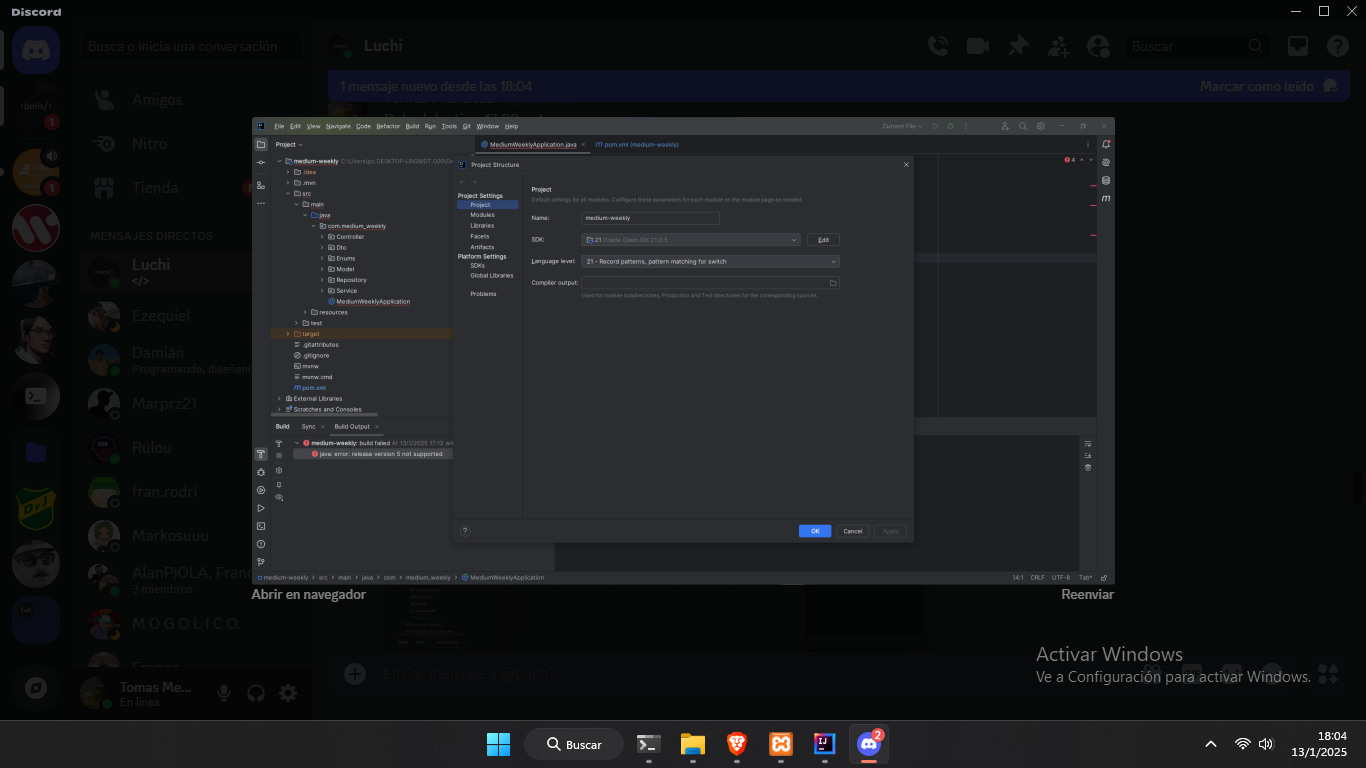 Discord
Busca o inicia una conversación
Luchi
Buscar
1 mensaje nuevo desde las 18:04
Marcar como leído
Amigos
Nitro
Tienda
MENSAJES DIRECTOS
Luchi
</>
Ezequiel
Damián
Programando, diseñand
Marprz21
Rulou
fran.rodri
Markosuuu
AlanPIOLA, Franc
3 miembros
M O G O L I C O.
Franco
Tomas Me...
En línea
File Edit View Navigate Code Refactor Build Run Tools Git Window Help
Current File
Project
MediumWeeklyApplication.java
pom.xml (medium-weekly)
medium-weekly
.idea
.mvn
src
main
java
com.medium_weekly
Controller
Dto
Enums
Model
Repository
Service
MediumWeeklyApplication
resources
test
target
.gitattributes
.gitignore
mvnw
mvnw.cmd
pom.xml
External Libraries
Scratches and Consoles
4
Project Structure
Project Settings
Project
Modules
Libraries
Facets
Artifacts
Platform Settings
SDKs
Global Libraries
Problems
Project
Default settings for all modules. Configure these parameters for each module on the module page as needed.
Name:
medium-weekly
SDK:
21 Oracle OpenJDK 21.0.5
Edit
Language level:
21 - Record patterns, pattern matching for switch
Compiler output:
Used for module subdirectories, Production and Test directories for the corresponding sources.
?
OK
Cancel
Apply
Build
Sync
Build Output
medium-weekly: build failed At 13/1/2025 17:12 wi
java: error: release version 5 not supported
medium-weekly > src > main > java > com > medium_weekly > MediumWeeklyApplication
14:1 CRLF UTF-8 Tab*
Abrir en navegador
Reenviar
Enviar mensaje a @Luchi
Activar Windows
Ve a Configuración para activar Windows.
Buscar
2
18:04
13/1/2025